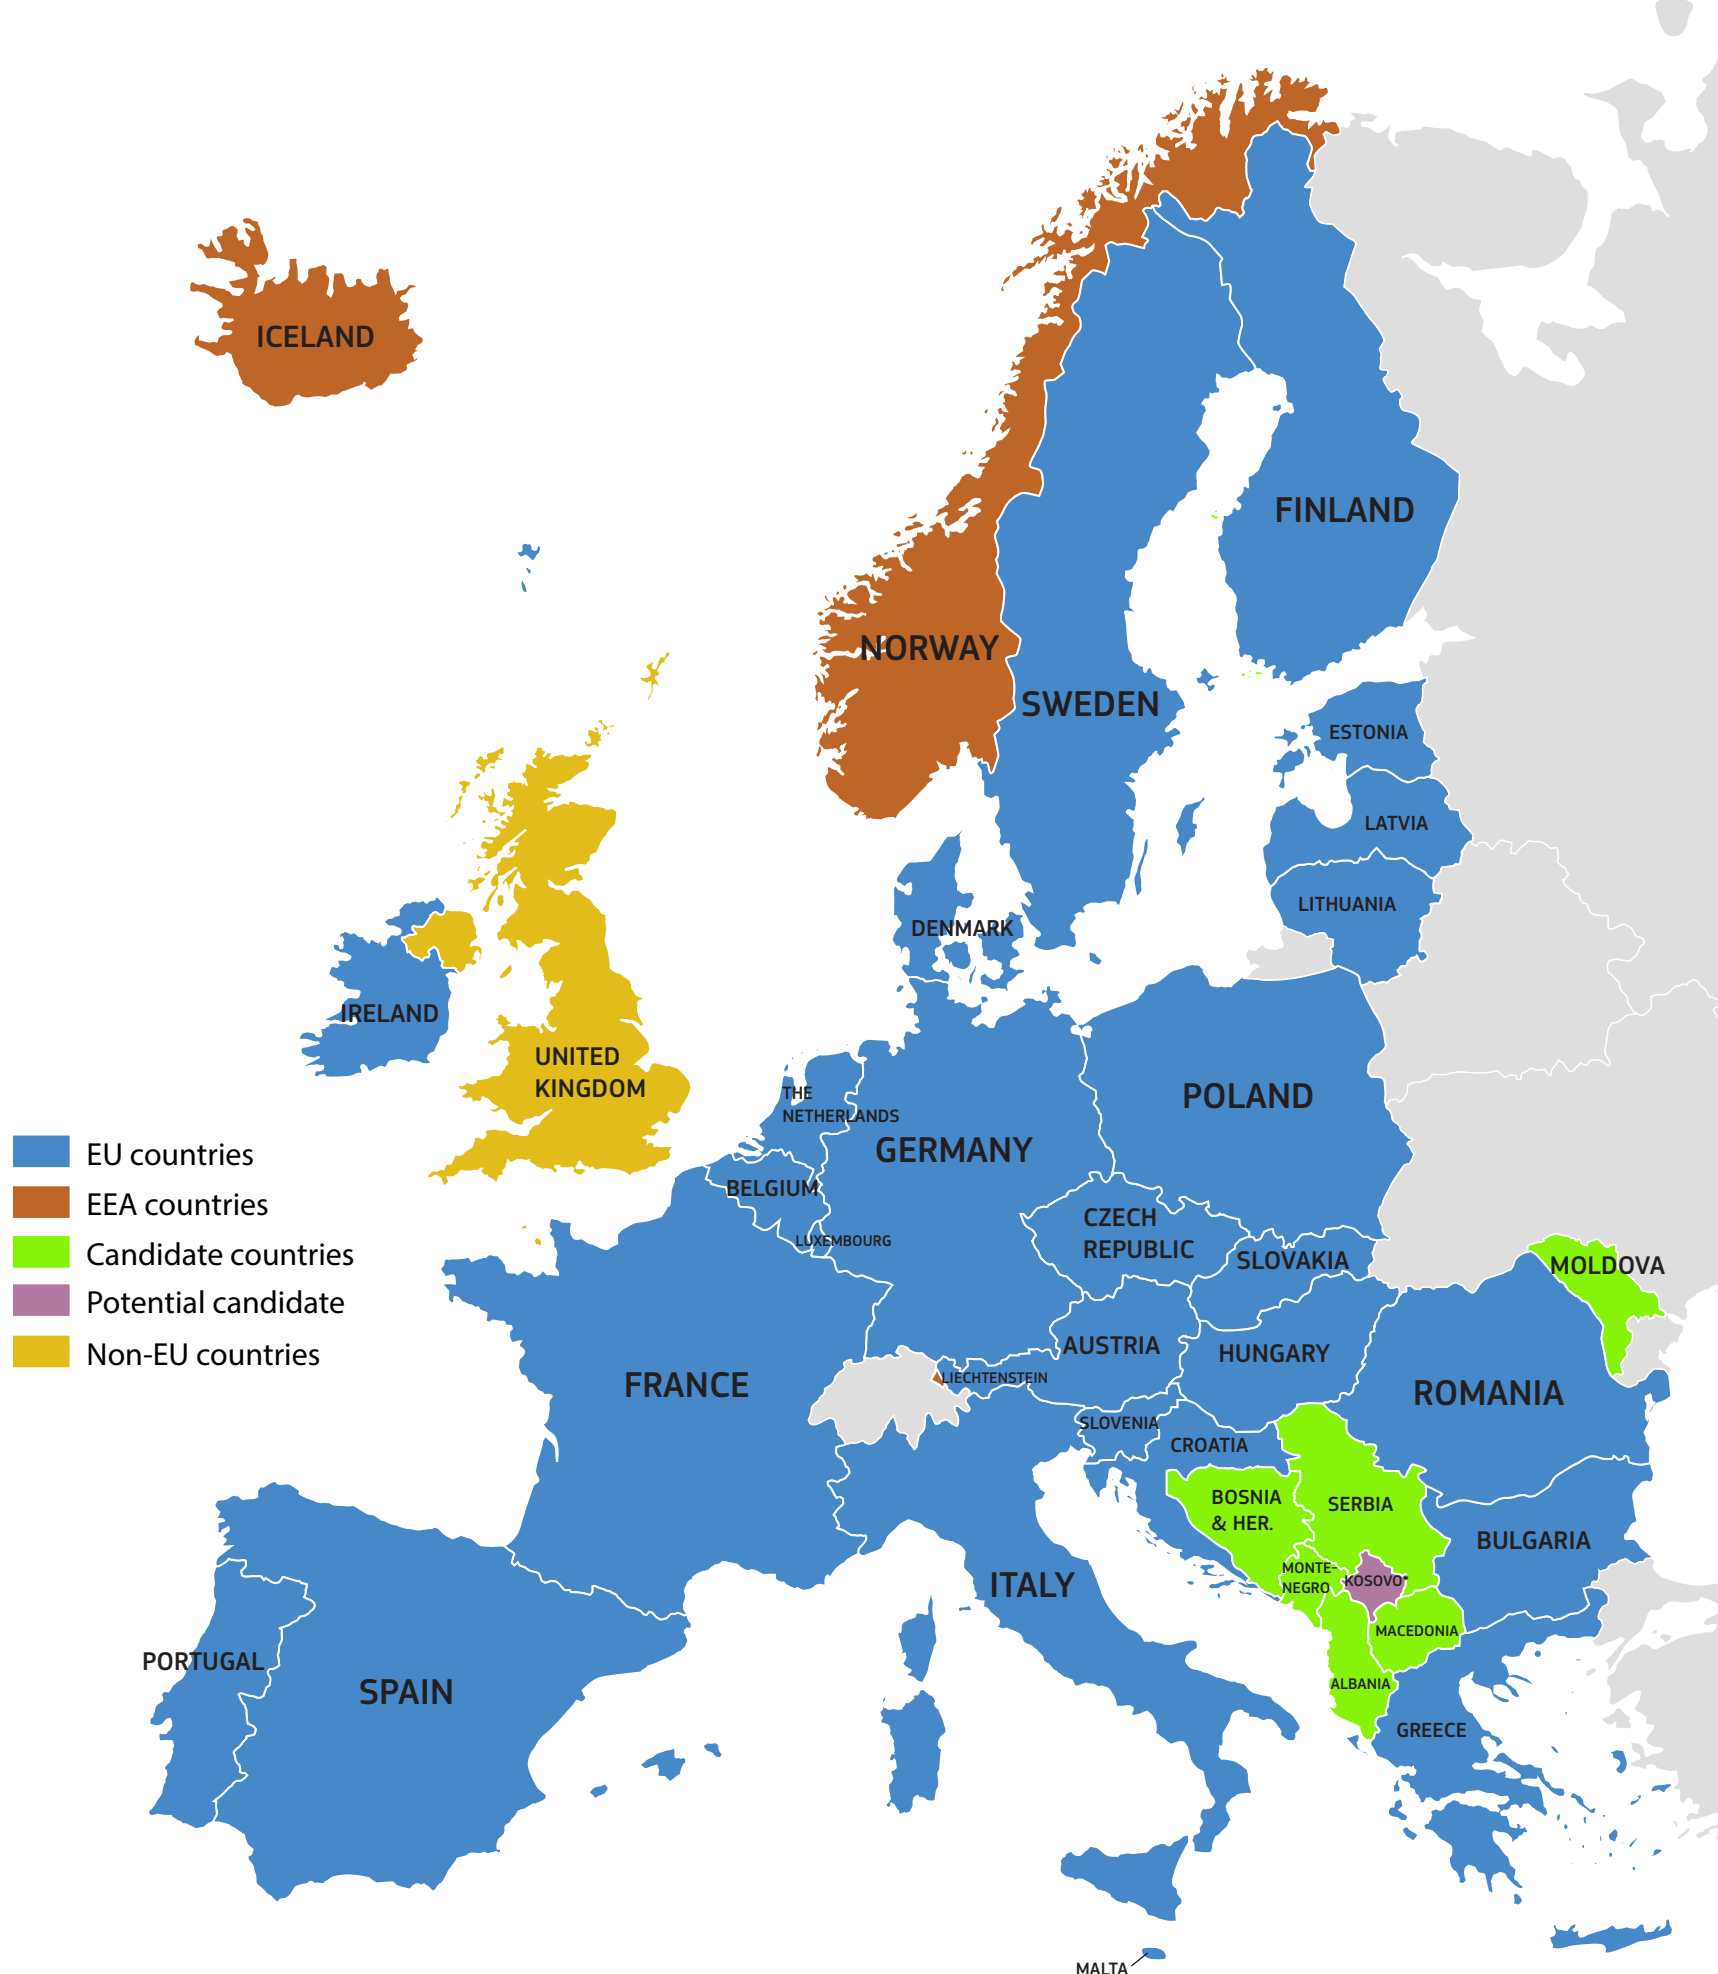 ICELAND
FINLAND
NORWAY
SWEDEN
ESTONIA
LATVIA
LITHUANIA
DENMARK
IRELAND
UNITED
KINGDOM
THE
NETHERLANDS
POLAND
GERMANY
BELGIUM
LUXEMBOURG
CZECH
REPUBLIC
SLOVAKIA
MOLDOVA
EU countries
EEA countries
Candidate countries
Potential candidate
Non-EU countries
AUSTRIA
HUNGARY
LIECHTENSTEIN
FRANCE
ROMANIA
SLOVENIA
CROATIA
BOSNIA
& HER.
SERBIA
BULGARIA
MONTE-
NEGRO
KOSOVO*
ITALY
MACEDONIA
PORTUGAL
SPAIN
ALBANIA
GREECE
MALTA